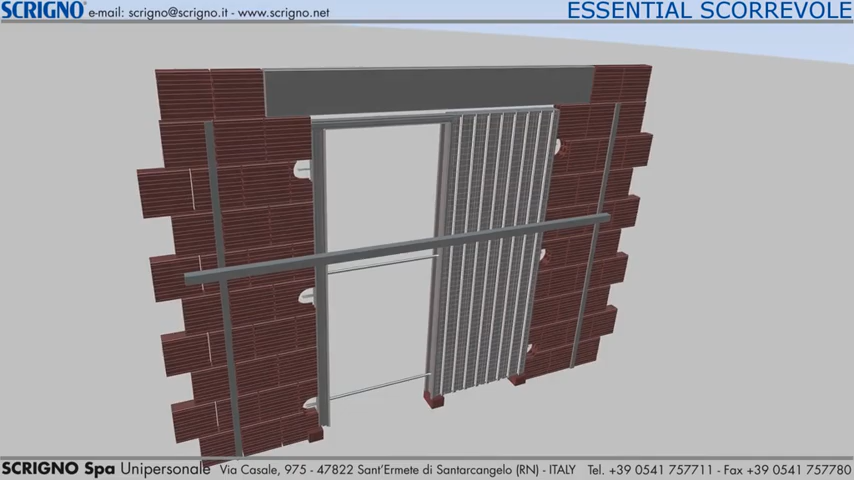 SCRIGNO® e-mail: scrigno@scrigno.it - www.scrigno.net
ESSENTIAL SCORREVOLE
SCRIGNO Spa Unipersonale Via Casale, 975 - 47822 Sant'Ermete di Santarcangelo (RN) - ITALY Tel. +39 0541 757711 - Fax +39 0541 757780